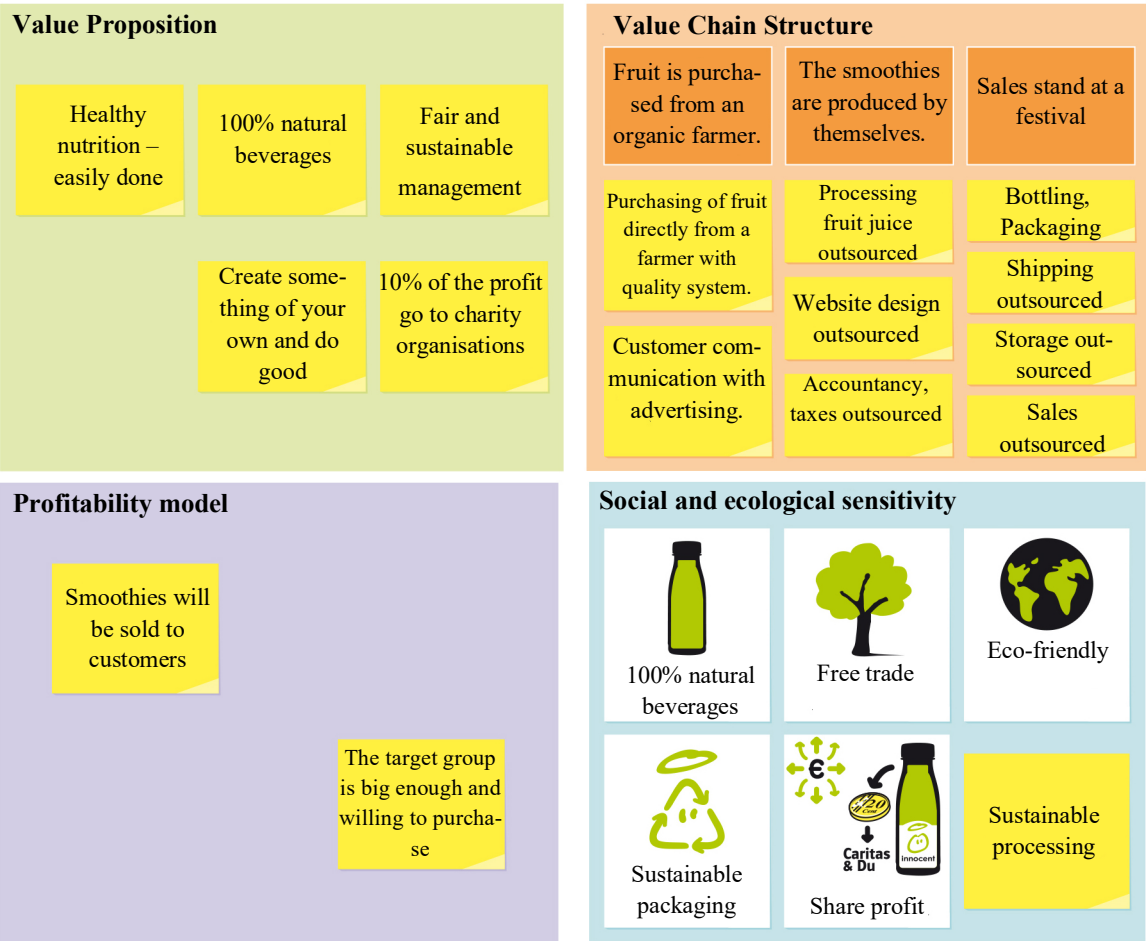 Value Proposition
Healthy
nutrition –
easily done
100% natural
beverages
Fair and
sustainable
management
Create some-
thing of your
own and do
good
10% of the profit
go to charity
organisations
Value Chain Structure
Fruit is purcha-
sed from an
organic farmer.
The smoothies
are produced by
themselves.
Sales stand at a
festival
Purchasing of fruit
directly from a
farmer with
quality system.
Customer com-
munication with
advertising.
Processing
fruit juice
outsourced
Website design
outsourced
Accountancy,
taxes outsourced
Bottling,
Packaging
Shipping
outsourced
Storage out-
sourced
Sales
outsourced
Profitability model
Smoothies will
be sold to
customers
The target group
is big enough and
willing to purcha-
se
Social and ecological sensitivity
100% natural
beverages
Free trade
Eco-friendly
Sustainable
packaging
€
20
Cent
Caritas
& Du
innocent
Share profit
Sustainable
processing